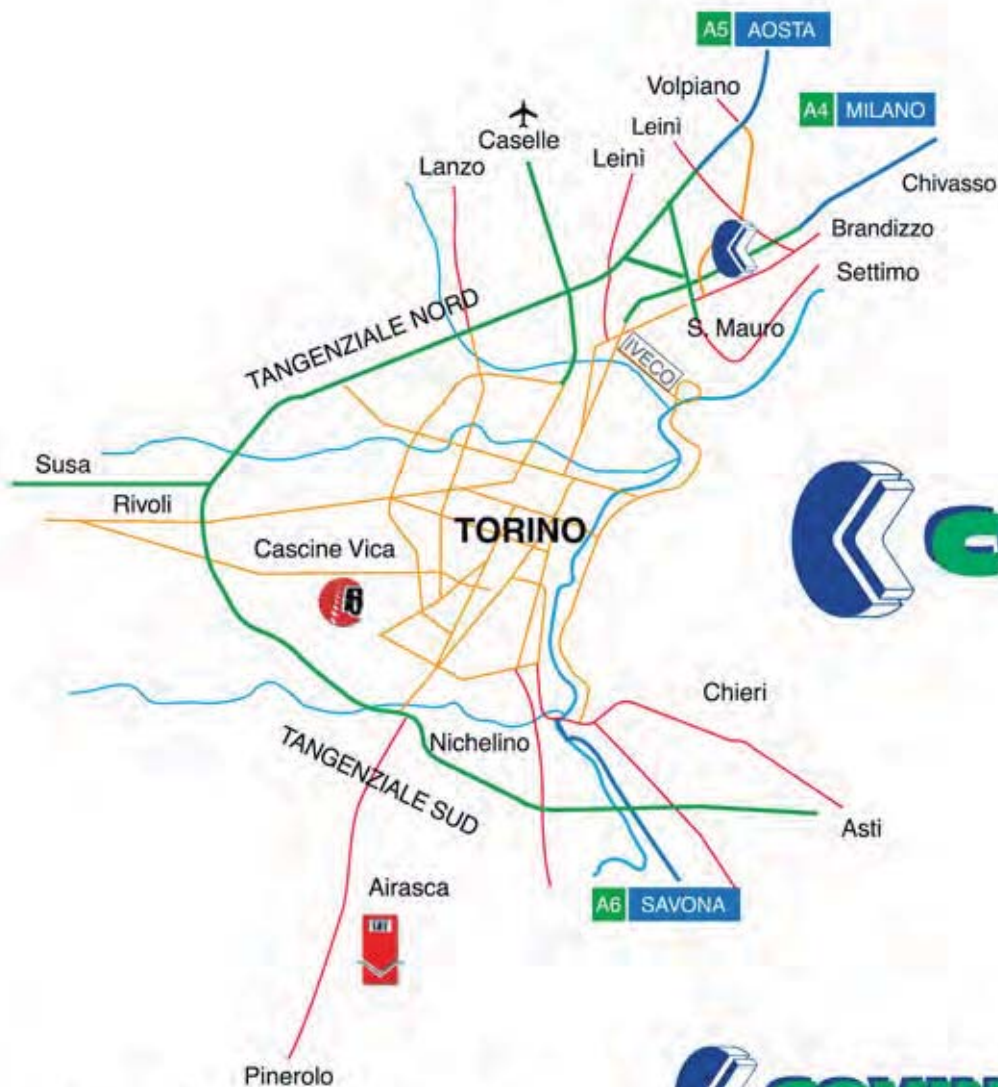 A5 AOSTA
Volpiano
A4 MILANO
Leinì
Caselle
Leinì
Lanzo
Chivasso
Brandizzo
Settimo
TANGENZIALE NORD
S. Mauro
IVECO
Susa
Rivoli
TORINO
Cascine Vica
Chieri
Nichelino
TANGENZIALE SUD
Asti
Airasca
A6 SAVONA
Pinerolo